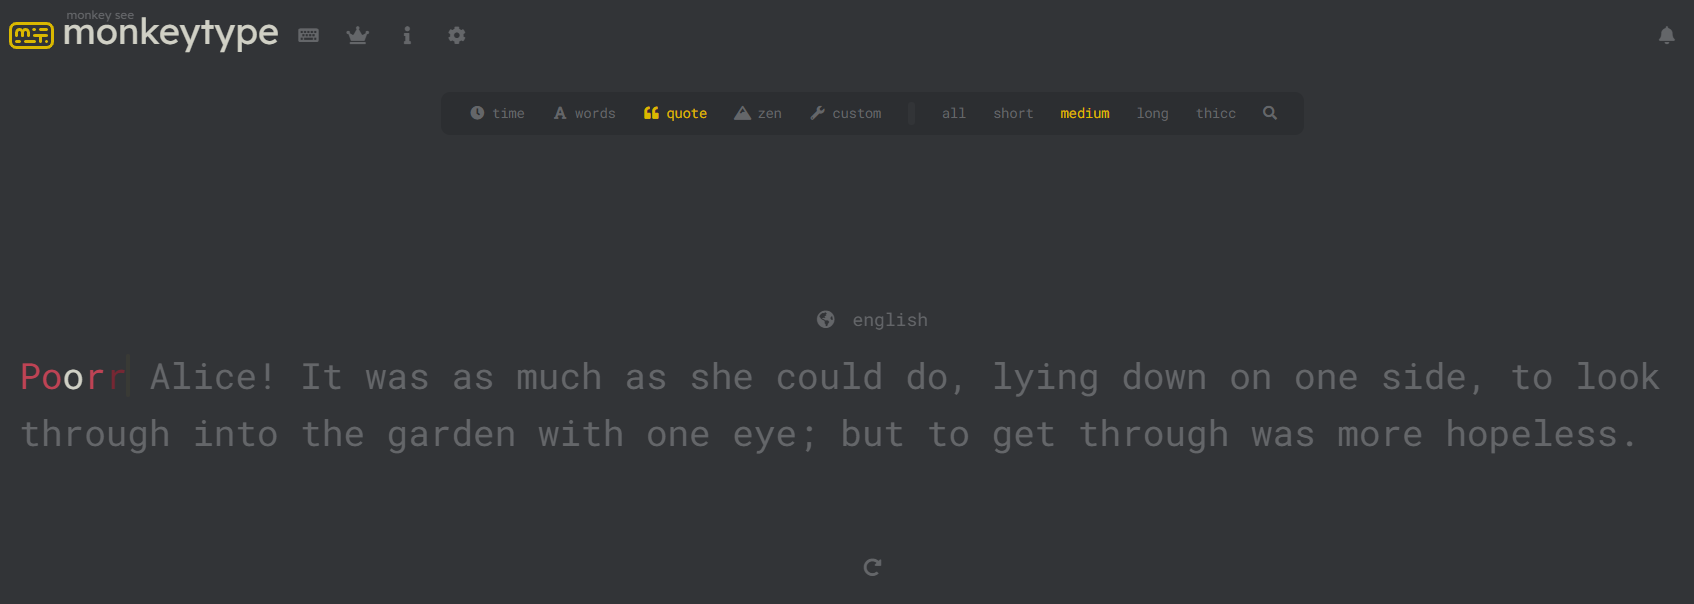 monkey see
monkeytype
time words quote zen custom all short medium long thicc
english
Poorr Alice! It was as much as she could do, lying down on one side, to look
through into the garden with one eye; but to get through was more hopeless.